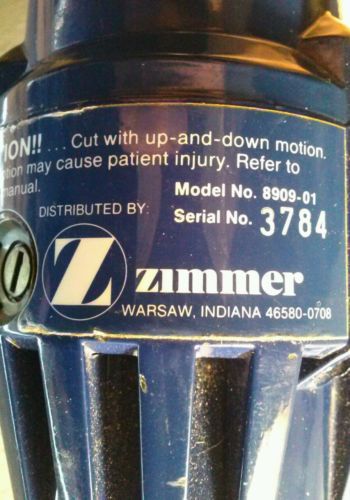 TION!! ... Cut with up-and-down motion.
otion may cause patient injury. Refer to
manual.
Model No. 8909-01
DISTRIBUTED BY: Serial No. 3784
Z zimmer
WARSAW, INDIANA 46580-0708